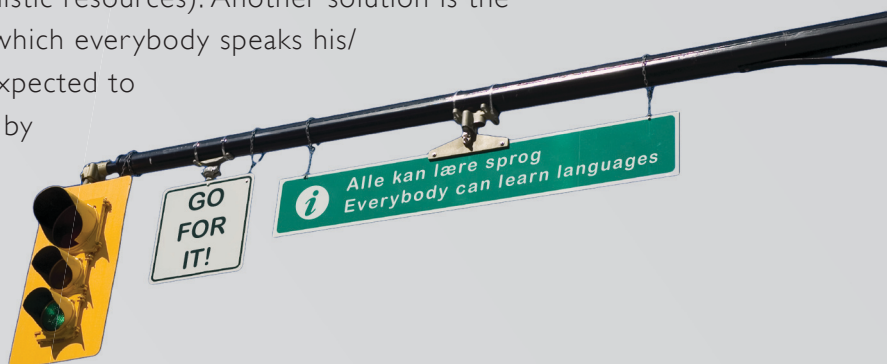 listic resources). Another solution is the
which everybody speaks his/
xpected to
by
GO
FOR
IT!
i
Alle kan lære sprog
Everybody can learn languages